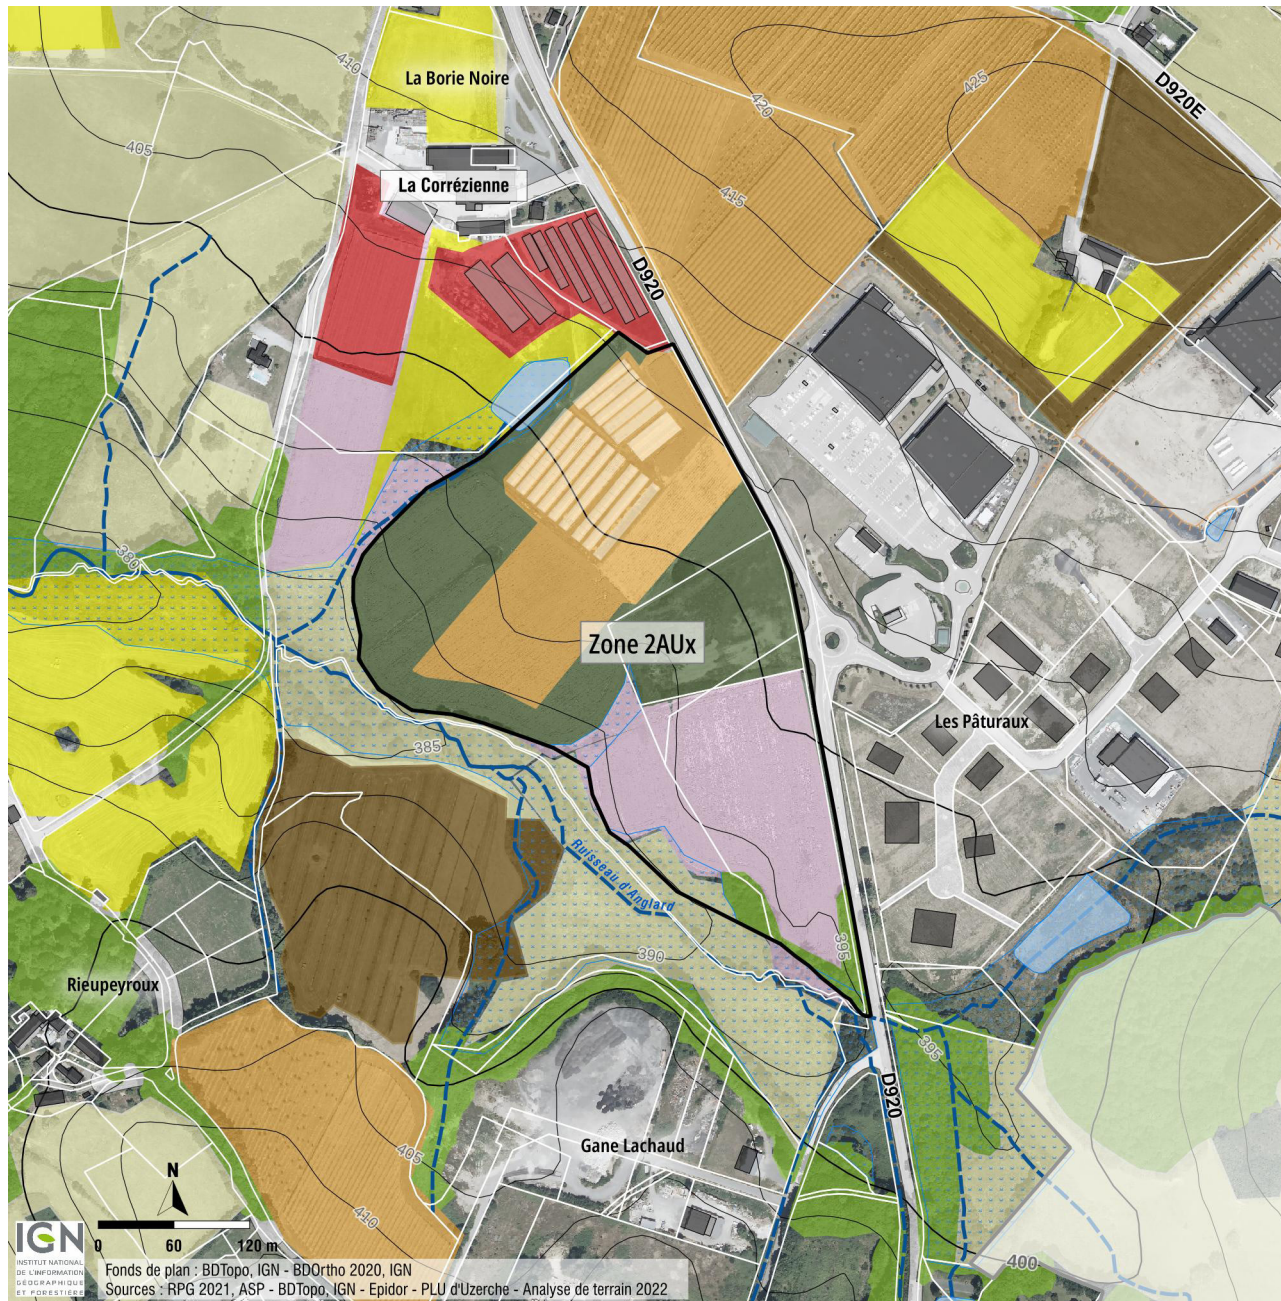 410
La Borie Noire
425
D920E
420
405
La Corrézienne
415
D920
380
Zone 2AUx
385
Les Pâturaux
Ruisseau d'Anglard
390
395
Rieupeyroux
395
D920
Gane Lachaud
405
N
410
400
IGN
INSTITUT NATIONAL
DE L'INFORMATION
GÉOGRAPHIQUE
ET FORESTIÈRE
0 60 120 m
Fonds de plan : BDTopo, IGN - BDOrtho 2020, IGN
Sources : RPG 2021, ASP - BDTopo, IGN - Epidor - PLU d'Uzerche - Analyse de terrain 2022